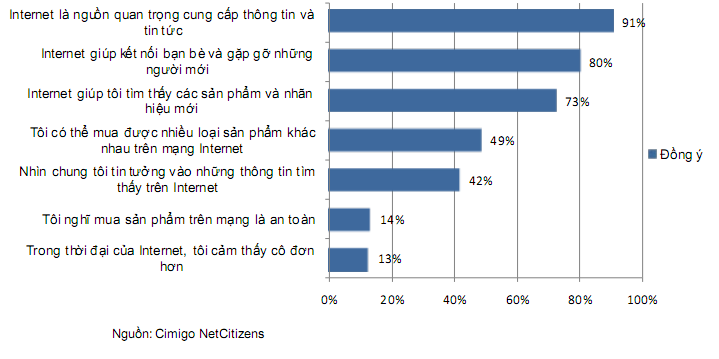 Internet là nguồn quan trọng cung cấp thông tin và
tin tức
91%
Internet giúp kết nối bạn bè và gặp gỡ những
người mới
80%
Internet giúp tôi tìm thấy các sản phẩm và nhãn
hiệu mới
73%
Tôi có thể mua được nhiều loại sản phẩm khác
nhau trên mạng Internet
49%
Nhìn chung tôi tin tưởng vào những thông tin tìm
thấy trên Internet
42%
Tôi nghĩ mua sản phẩm trên mạng là an toàn
14%
Trong thời đại của Internet, tôi cảm thấy cô đơn
hơn
13%
Đồng ý
0% 20% 40% 60% 80% 100%
Nguồn: Cimigo NetCitizens